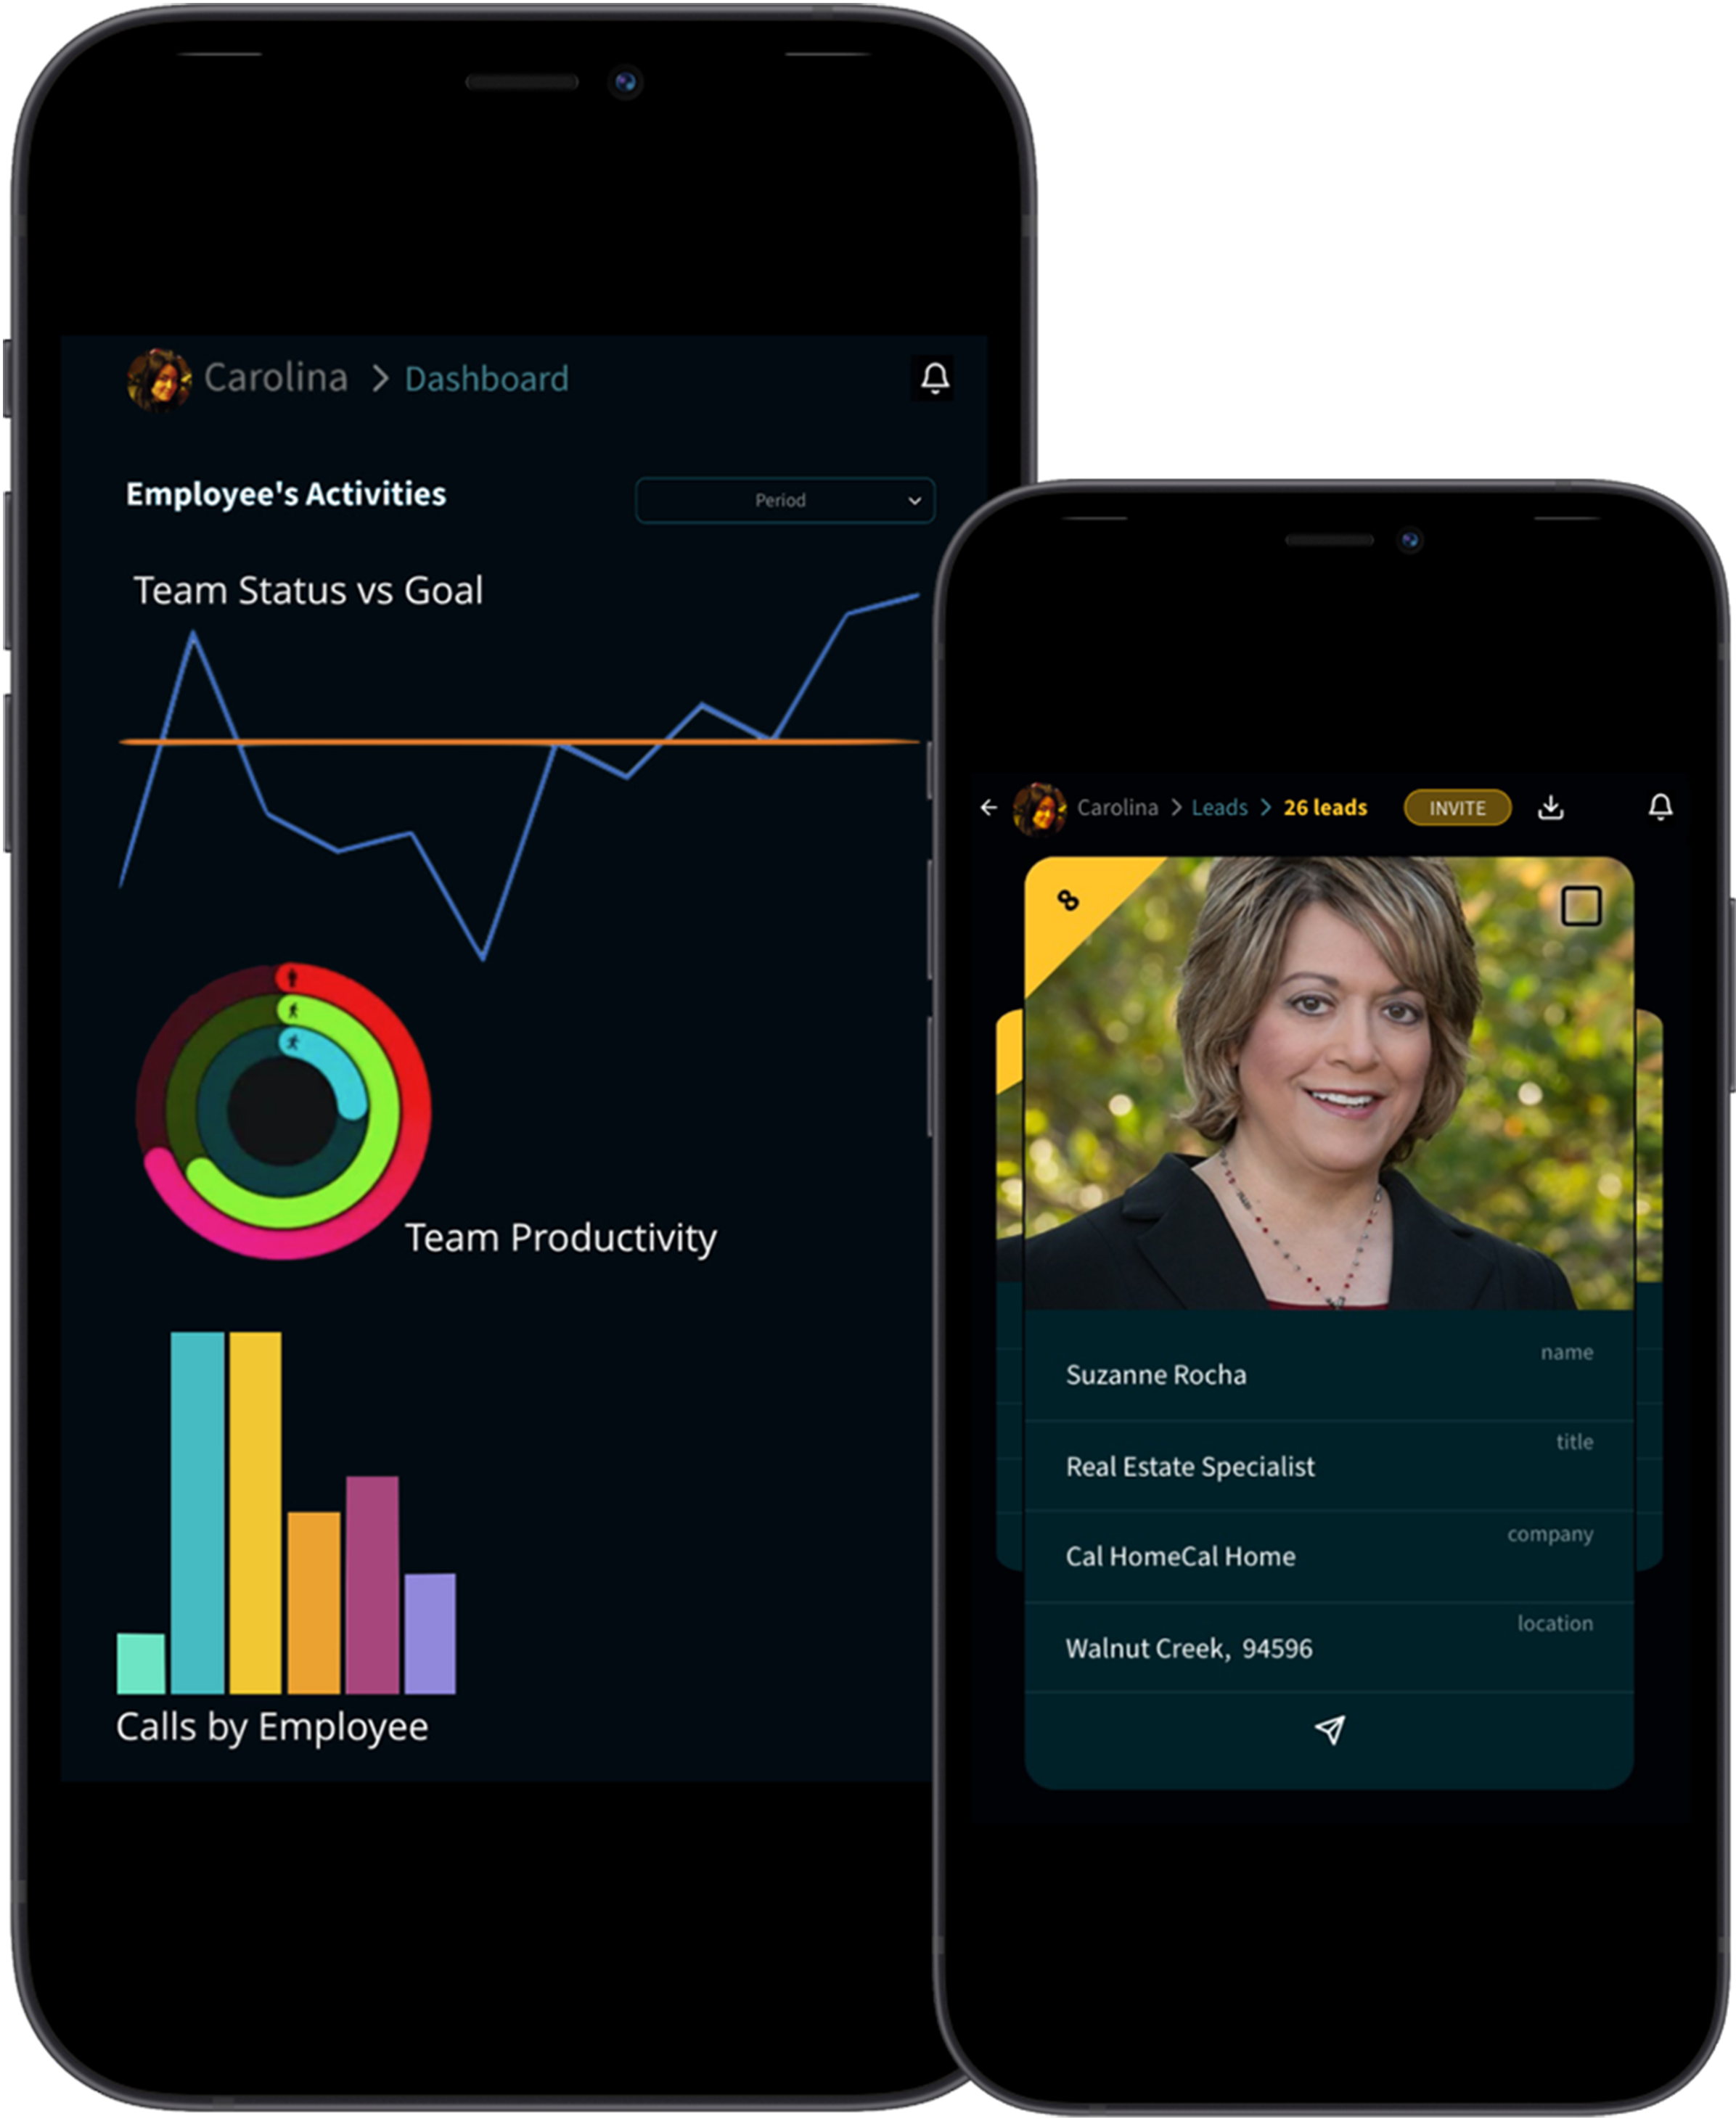 Carolina > Dashboard
Employee's Activities
Period
Team Status vs Goal
Team Productivity
Calls by Employee
Carolina > Leads > 26 leads INVITE
8
name
Suzanne Rocha
title
Real Estate Specialist
company
Cal HomeCal Home
location
Walnut Creek, 94596